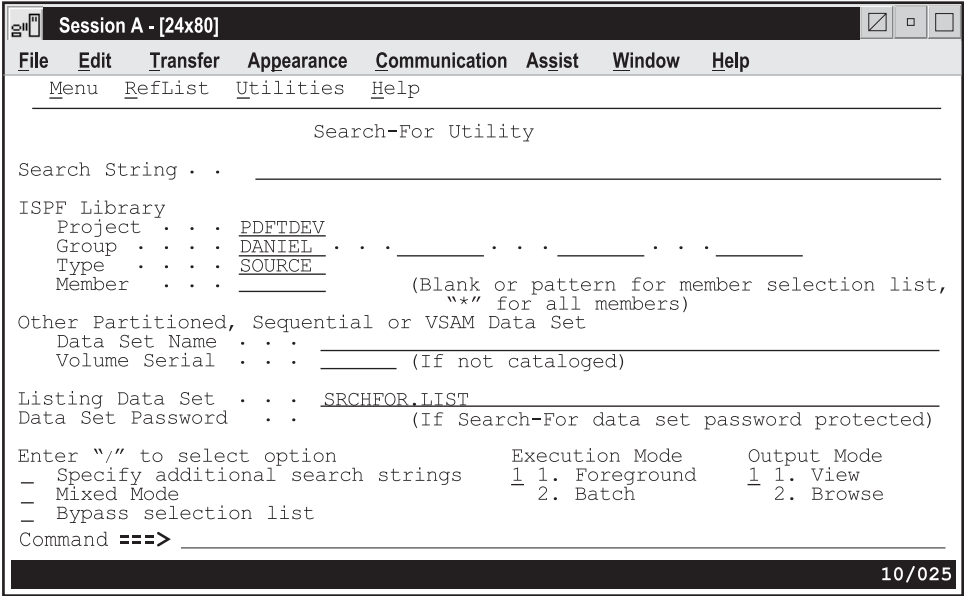 Session A - [24x80]
File Edit Transfer Appearance Communication Assist Window Help
Menu RefList Utilities Help
Search-For Utility
Search String . .
ISPF Library
Project . . . PDFTDEV
Group . . . . DANIEL . . . . . . . . .
Type . . . . SOURCE
Member . . . (Blank or pattern for member selection list,
“*” for all members)
Other Partitioned, Sequential or VSAM Data Set
Data Set Name . . .
Volume Serial . . . (If not cataloged)
Listing Data Set . . . SRCHFOR.LIST
Data Set Password . . (If Search-For data set password protected)
Enter “/” to select option Execution Mode Output Mode
_ Specify additional search strings 1 1. Foreground 1 1. View
_ Mixed Mode 2. Batch 2. Browse
_ Bypass selection list
Command ===>
10/025